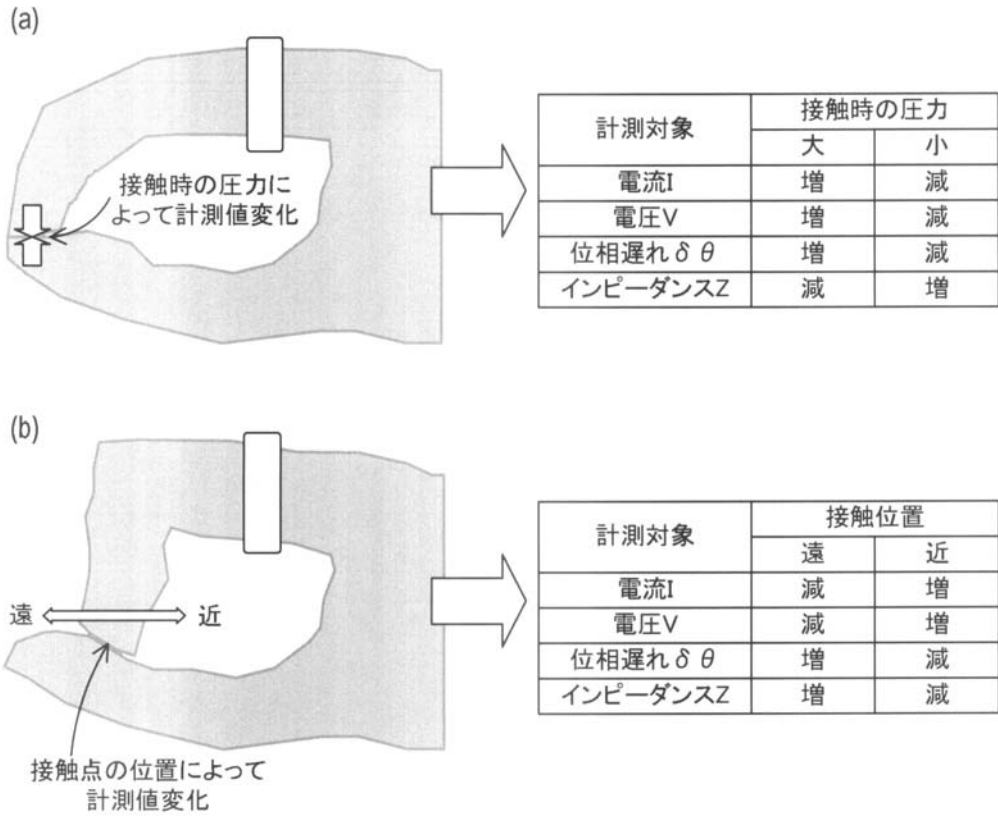 (a)
接触時の圧力に
よって計測値変化
計測対象 接触時の圧力
大 小
電流I 増 減
電圧V 増 減
位相遅れδθ 増 減
インピーダンスZ 減 増
(b)
遠 近
接触点の位置によって
計測値変化
計測対象 接触位置
遠 近
電流I 減 増
電圧V 減 増
位相遅れδθ 増 減
インピーダンスZ 増 減